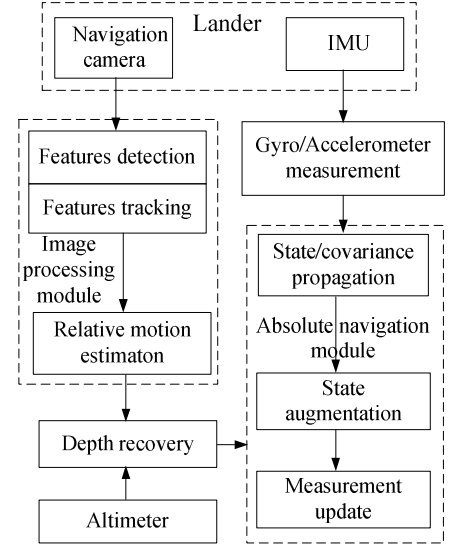 Lander
Navigation
camera
IMU
Features detection
Features tracking
Image
processing
module
Relative motion
estimaton
Depth recovery
Altimeter
Gyro/Accelerometer
measurement
State/covariance
propagation
Absolute navigation
module
State
augmentation
Measurement
update